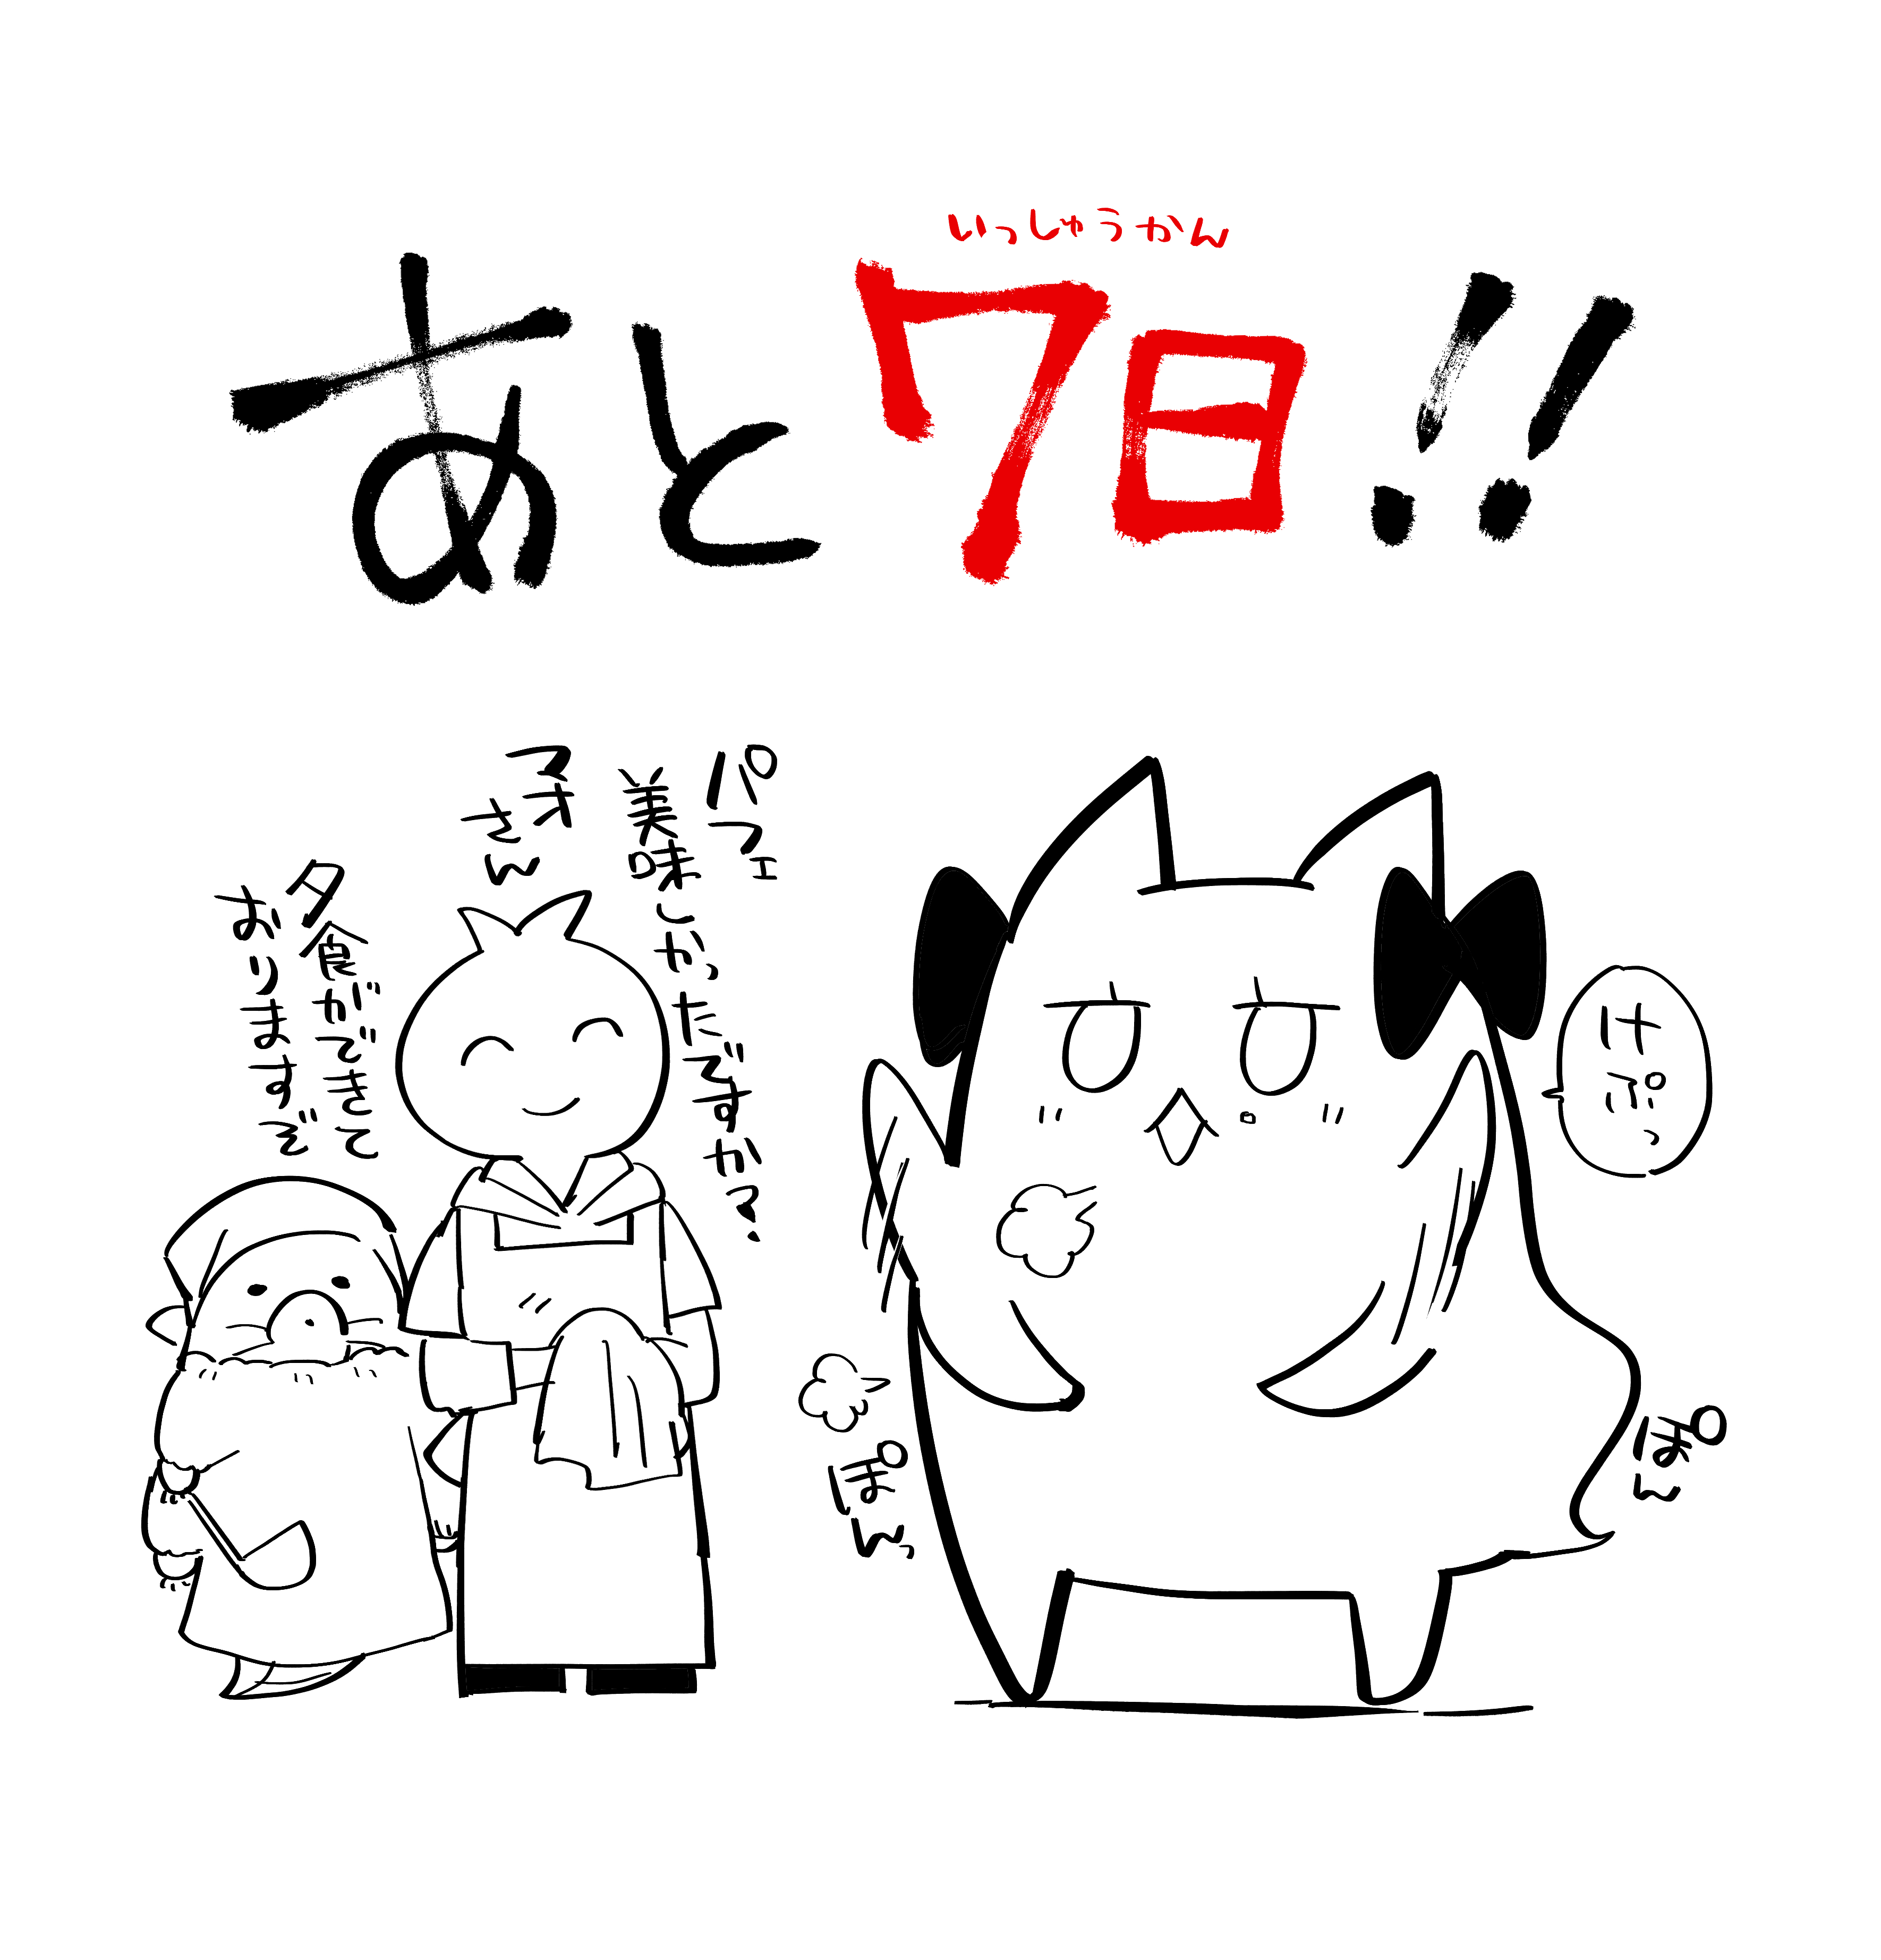 いっしゅうかん
あと7日!!
けぷっ
パフェ
美味しかったですか?
マオ
さん
夕食ができて
おりますぞ
ぽんっ
ぽん